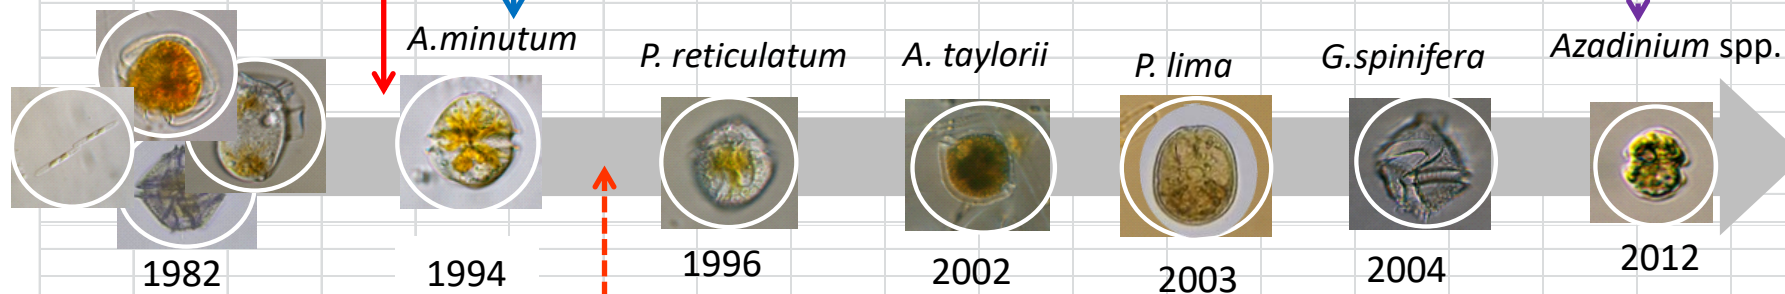 A.minutum
P. reticulatum
A. taylorii
P. lima
G.spinifera
Azadinium spp.
1982
1994
1996
2002
2003
2004
2012